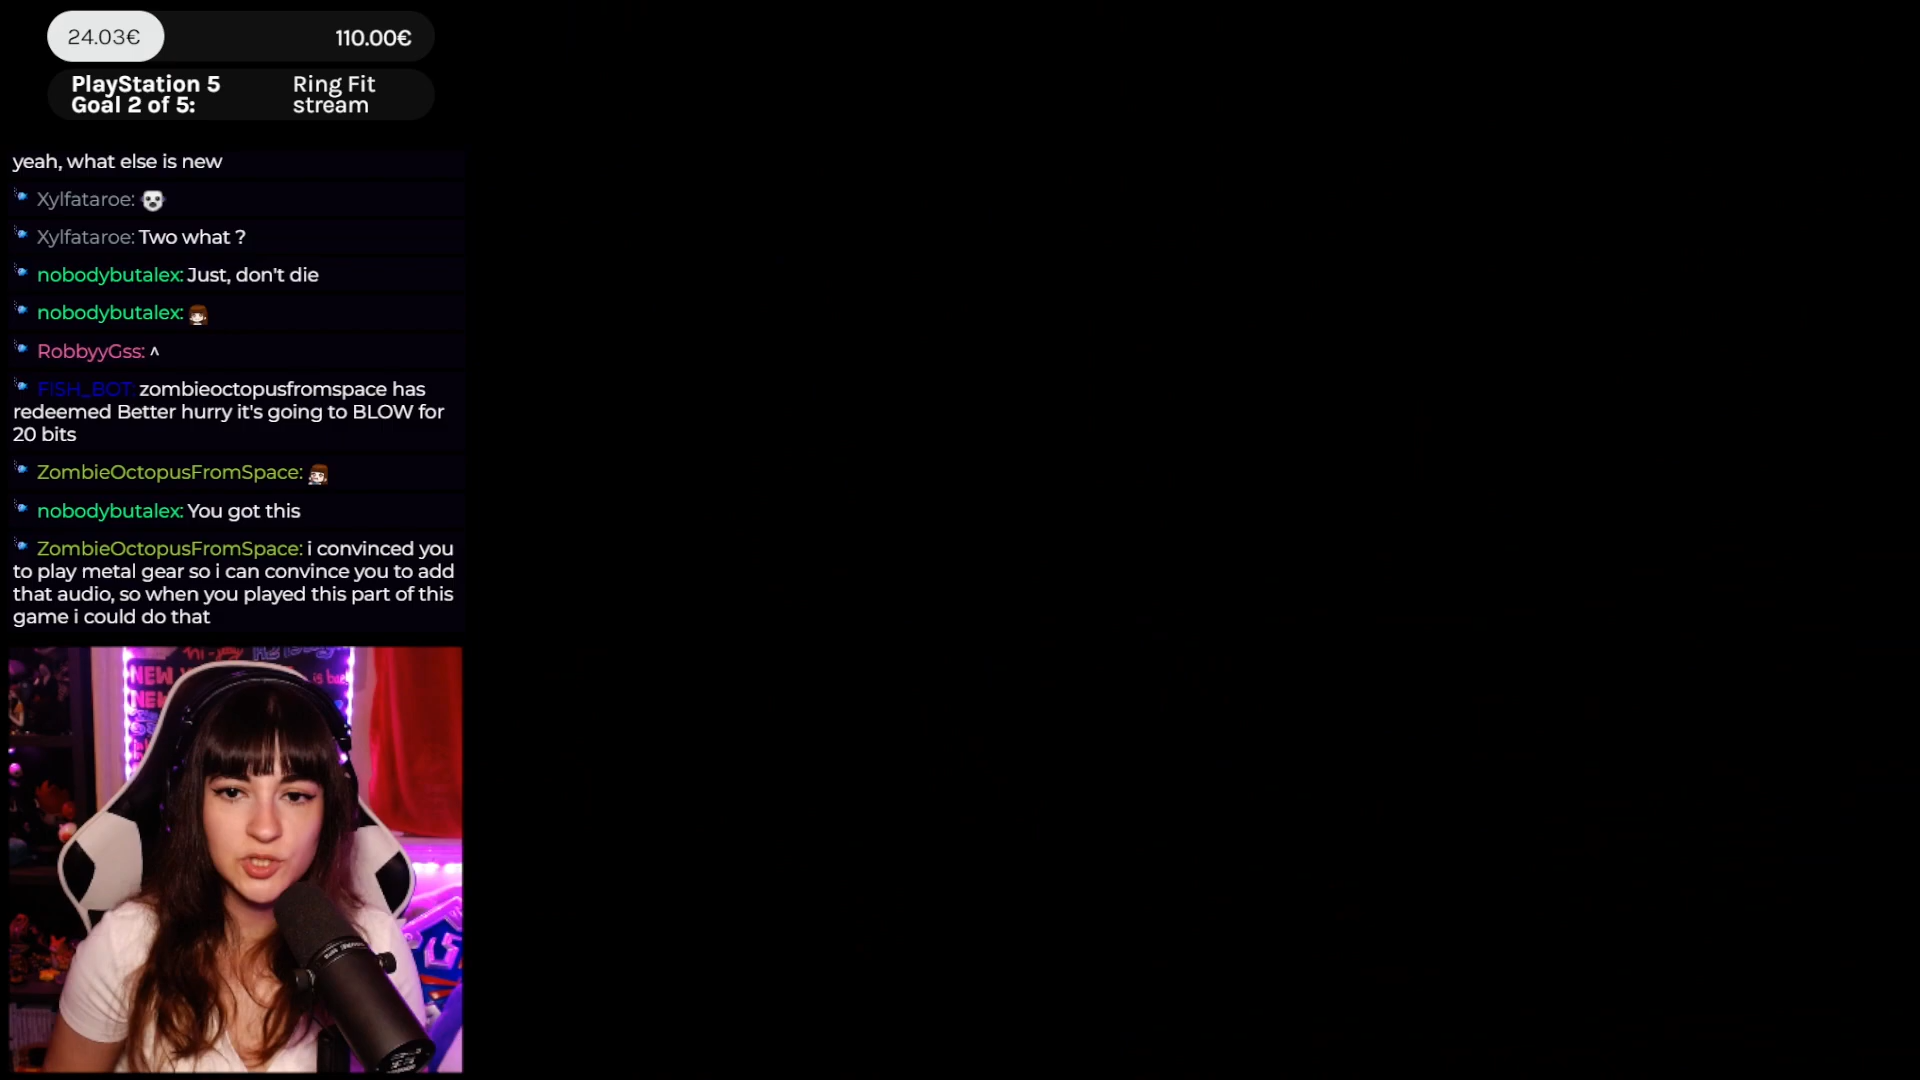 24.03€ 110.00€
PlayStation 5 Ring Fit
Goal 2 of 5: stream
yeah, what else is new
Xylfataroe:
Xylfataroe: Two what ?
nobodybutalex: Just, don't die
nobodybutalex:
RobbyyGss: ^
FISH_BOT: zombieoctopusfromspace has
redeemed Better hurry it's going to BLOW for
20 bits
ZombieOctopusFromSpace:
nobodybutalex: You got this
ZombieOctopusFromSpace: i convinced you
to play metal gear so i can convince you to add
that audio, so when you played this part of this
game i could do that
NEW